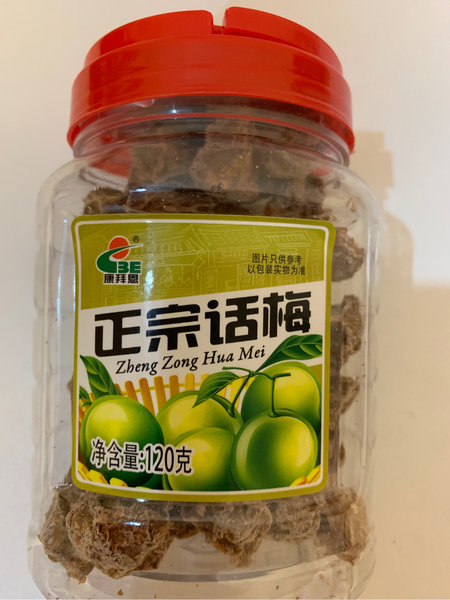 CBE
®
康拜恩
图片只供参考
以包装实物为准
正宗话梅
Zheng Zong Hua Mei
净含量:120克